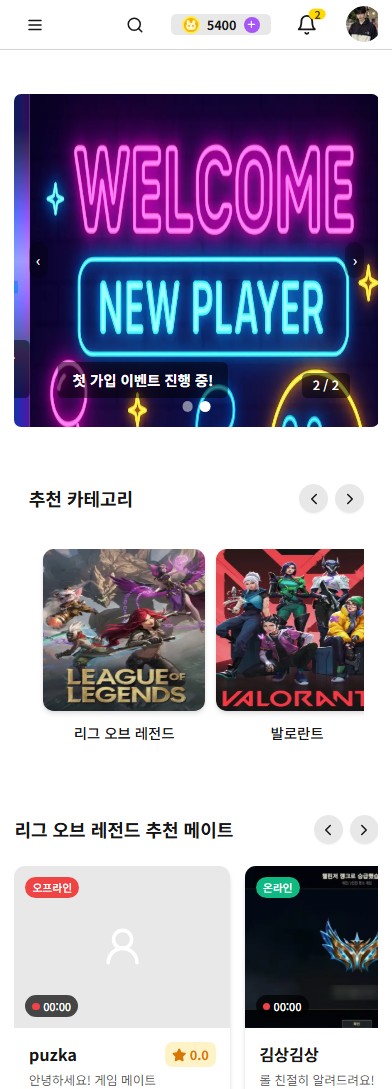 5400
2
WELCOME
NEW PLAYER
첫 가입 이벤트 진행 중!
2 / 2
추천 카테고리
LEAGUE OF
LEGENDS
VALORANT
리그 오브 레전드
발로란트
리그 오브 레전드 추천 메이트
오프라인
온라인
00:00
00:00
puzka
0.0
김상김상
안녕하세요! 게임 메이트
롤 친절히 알려드려요!